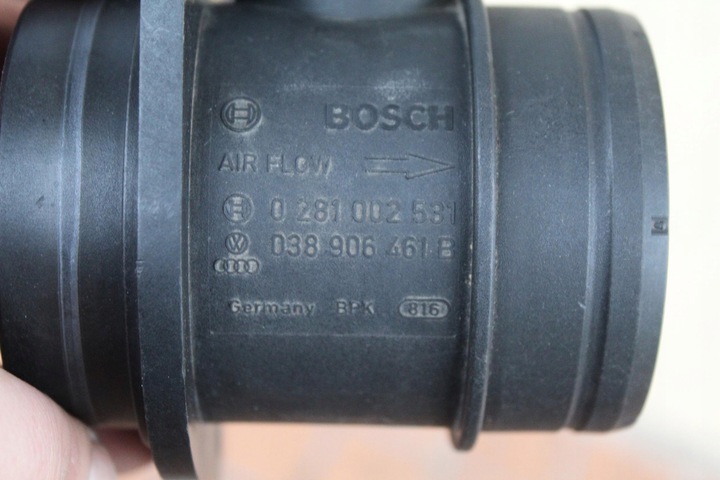 BOSCH
AIR FLOW
0 281 002 531
038 906 461 B
Germany BPK 816